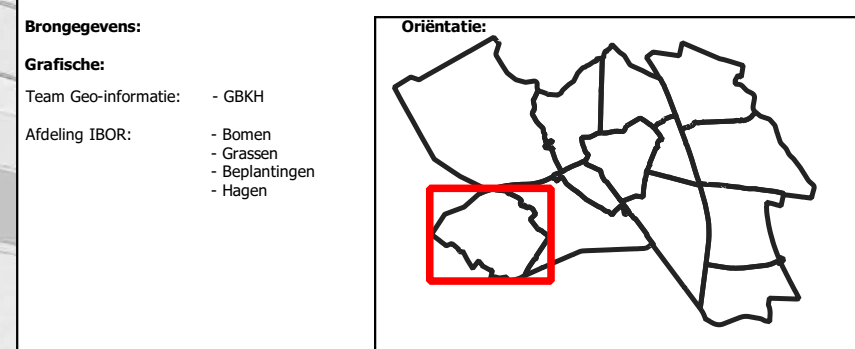 Brongegevens:
Oriëntatie:
Grafische:
Team Geo-informatie: - GBKH
Afdeling IBOR: - Bomen
- Grassen
- Beplantingen
- Hagen